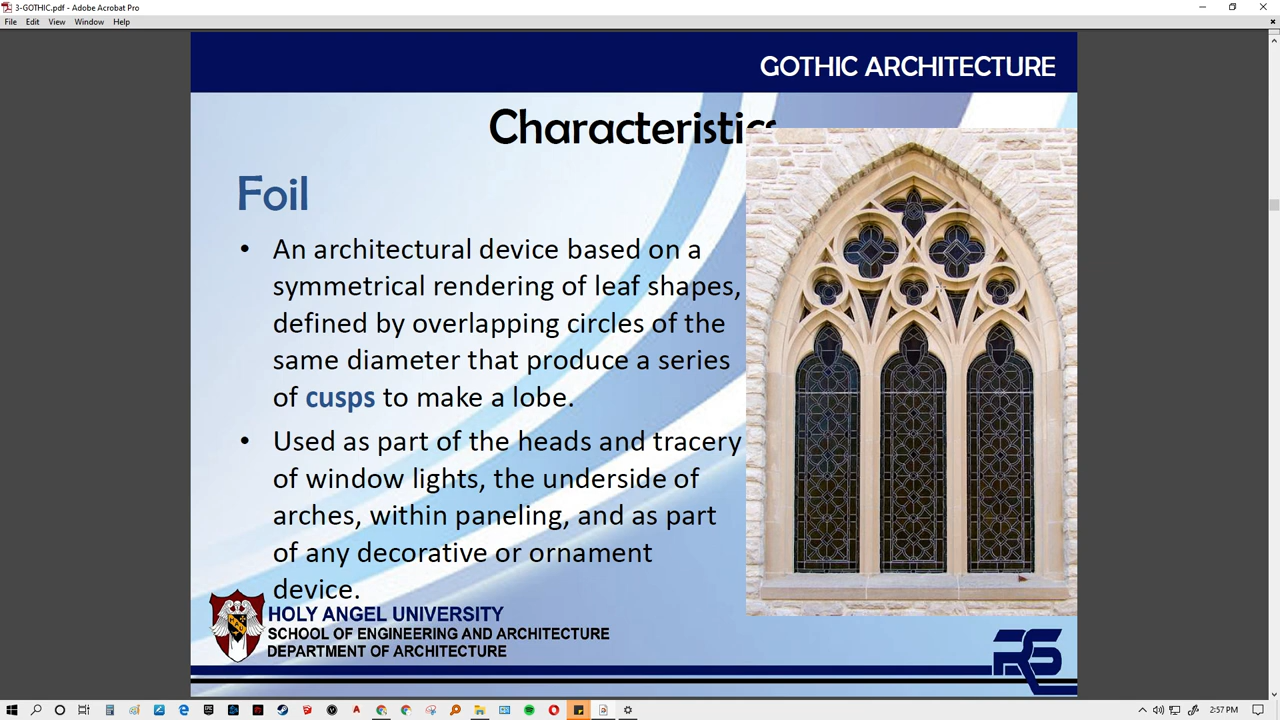 3-GOTHIC.pdf - Adobe Acrobat Pro
File Edit View Window Help
GOTHIC ARCHITECTURE
Characteristics
Foil
• An architectural device based on a
symmetrical rendering of leaf shapes,
defined by overlapping circles of the
same diameter that produce a series
of cusps to make a lobe.
• Used as part of the heads and tracery
of window lights, the underside of
arches, within paneling, and as part
of any decorative or ornament
device.
HOLY ANGEL UNIVERSITY
SCHOOL OF ENGINEERING AND ARCHITECTURE
DEPARTMENT OF ARCHITECTURE
RS
2:57 PM